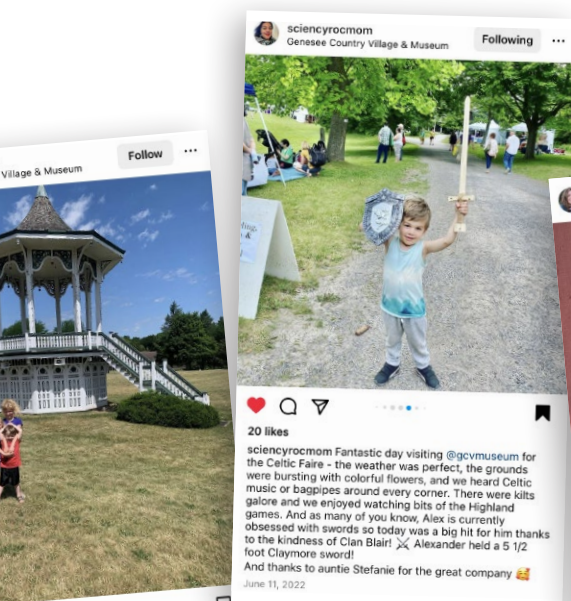 Village & Museum
Follow
sciencyrocmom
Genesee Country Village & Museum
Following
20 likes
sciencyrocmom Fantastic day visiting @gcvmuseum for
the Celtic Faire - the weather was perfect, the grounds
were bursting with colorful flowers, and we heard Celtic
music or bagpipes around every corner. There were kilts
galore and we enjoyed watching bits of the Highland
games. And as many of you know, Alex is currently
obsessed with swords so today was a big hit for him thanks
to the kindness of Clan Blair! ⚔️ Alexander held a 5 1/2
foot Claymore sword!
And thanks to auntie Stefanie for the great company 🥰
June 11, 2022